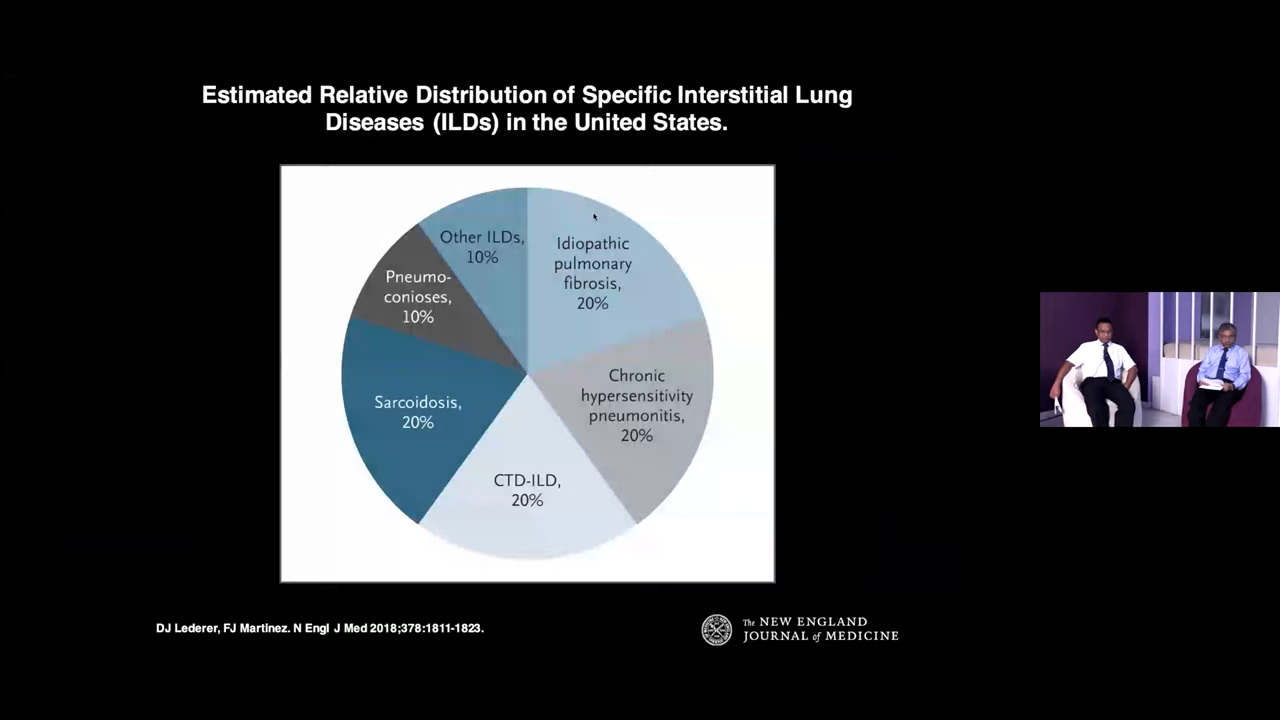 Estimated Relative Distribution of Specific Interstitial Lung
Diseases (ILDs) in the United States.
Other ILDs,
10%
Idiopathic
pulmonary
fibrosis,
20%
Pneumo-
conioses,
10%
Chronic
hypersensitivity
pneumonitis,
20%
Sarcoidosis,
20%
CTD-ILD,
20%
DJ Lederer, FJ Martinez. N Engl J Med 2018;378:1811-1823.
The NEW ENGLAND
JOURNAL of MEDICINE